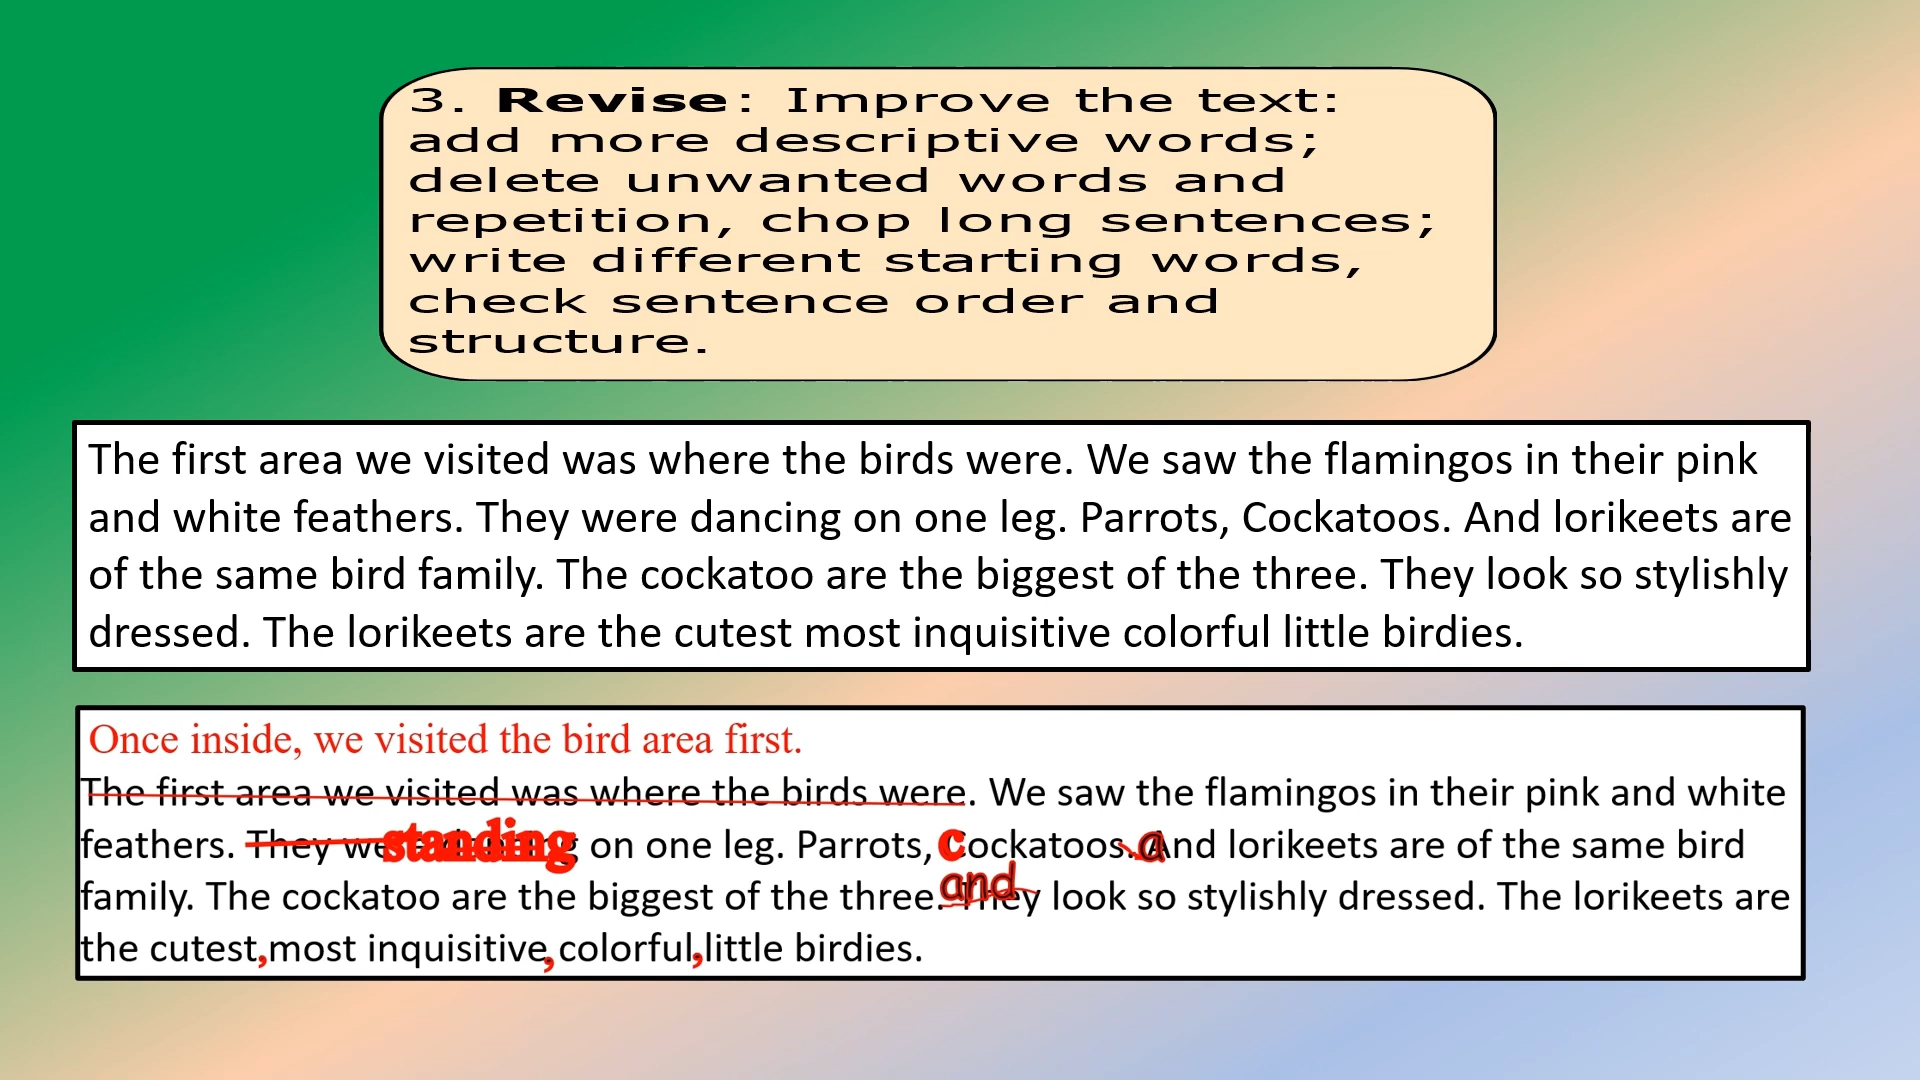 3. Revise: Improve the text:
add more descriptive words;
delete unwanted words and
repetition, chop long sentences;
write different starting words,
check sentence order and
structure.
The first area we visited was where the birds were. We saw the flamingos in their pink
and white feathers. They were dancing on one leg. Parrots, Cockatoos. And lorikeets are
of the same bird family. The cockatoo are the biggest of the three. They look so stylishly
dressed. The lorikeets are the cutest most inquisitive colorful little birdies.
Once inside, we visited the bird area first.
The first area we visited was where the birds were. We saw the flamingos in their pink and white
feathers. They we standing on one leg. Parrots, cockatoos. and lorikeets are of the same bird
and
family. The cockatoo are the biggest of the three. They look so stylishly dressed. The lorikeets are
the cutest, most inquisitive, colorful, little birdies.